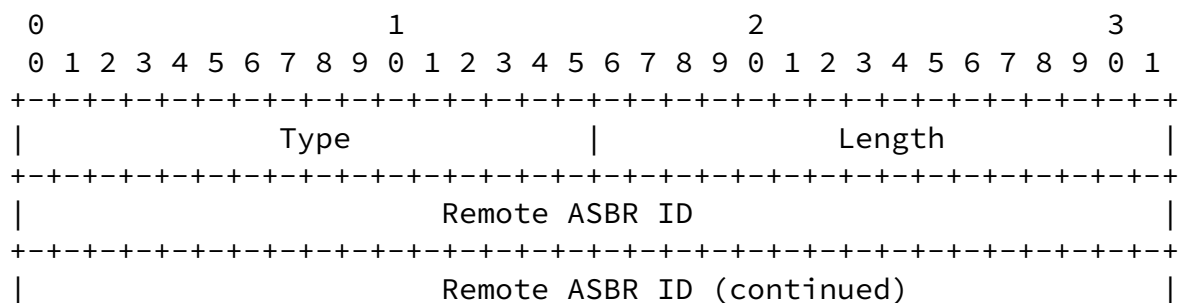 0                   1                   2                   3
 0 1 2 3 4 5 6 7 8 9 0 1 2 3 4 5 6 7 8 9 0 1 2 3 4 5 6 7 8 9 0 1
+-+-+-+-+-+-+-+-+-+-+-+-+-+-+-+-+-+-+-+-+-+-+-+-+-+-+-+-+-+-+-+-+
|              Type             |             Length            |
+-+-+-+-+-+-+-+-+-+-+-+-+-+-+-+-+-+-+-+-+-+-+-+-+-+-+-+-+-+-+-+-+
|                       Remote ASBR ID                          |
+-+-+-+-+-+-+-+-+-+-+-+-+-+-+-+-+-+-+-+-+-+-+-+-+-+-+-+-+-+-+-+-+
|                       Remote ASBR ID (continued)              |